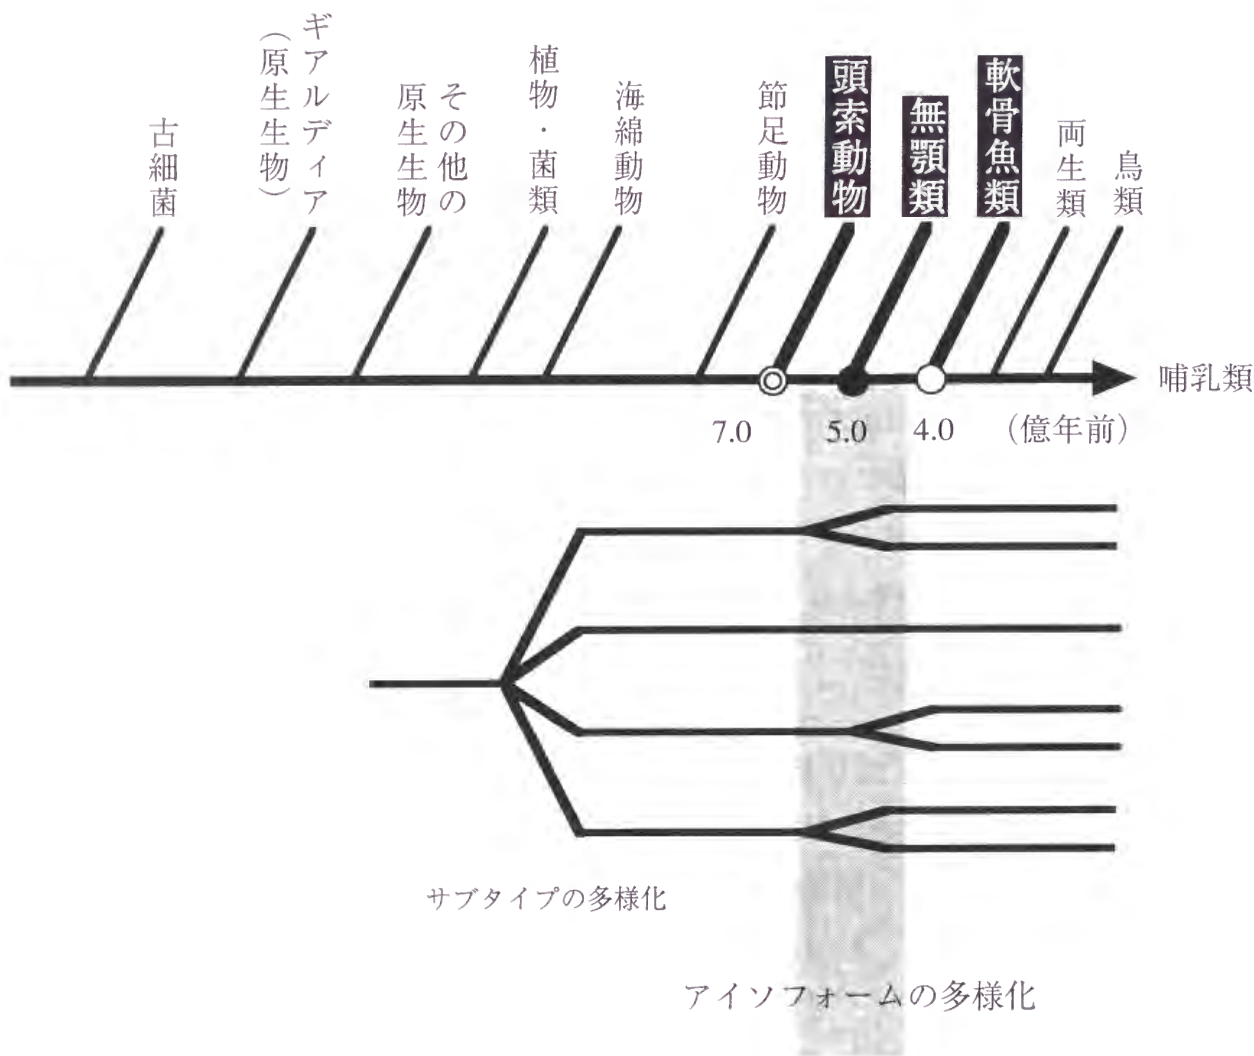 古細菌
ギアルディア
(原生生物)
その他の
原生生物
植物・菌類
海綿動物
節足動物
頭索動物
無顎類
軟骨魚類
両生類
鳥類
哺乳類
7.0
5.0
4.0
(億年前)
サブタイプの多様化
アイソフォームの多様化